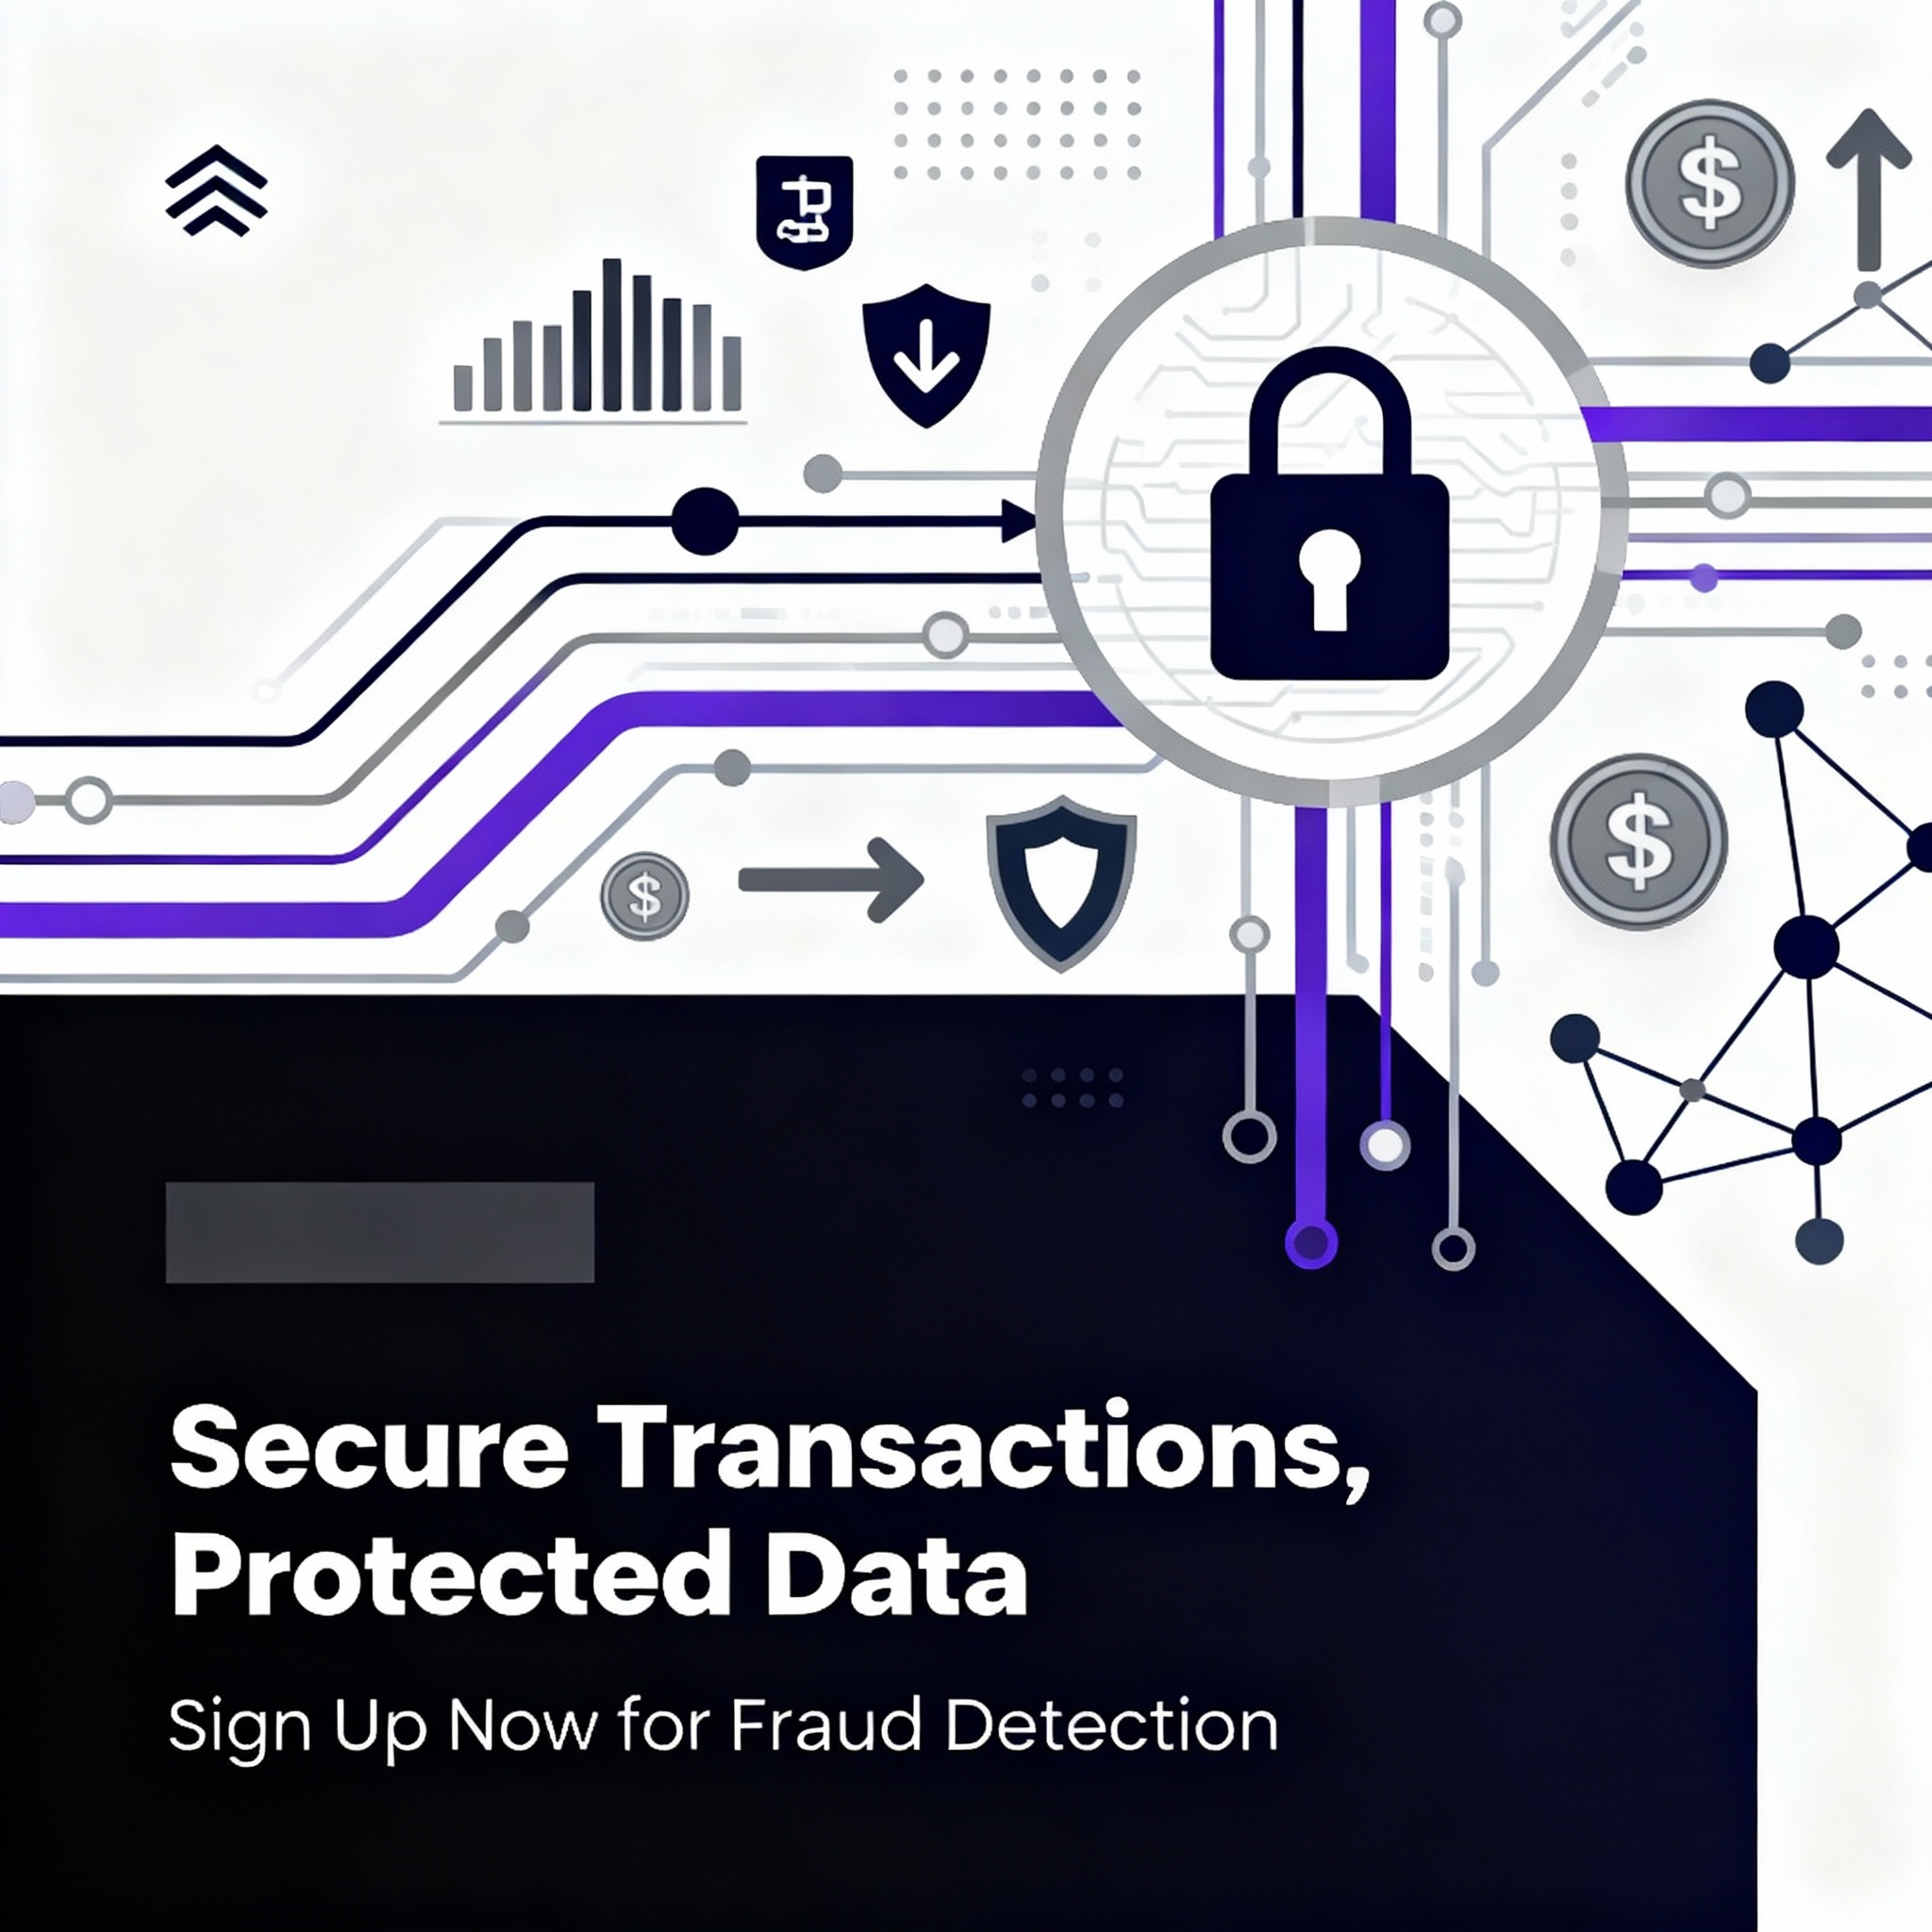 $
$
$
Secure Transactions,
Protected Data
Sign Up Now for Fraud Detection